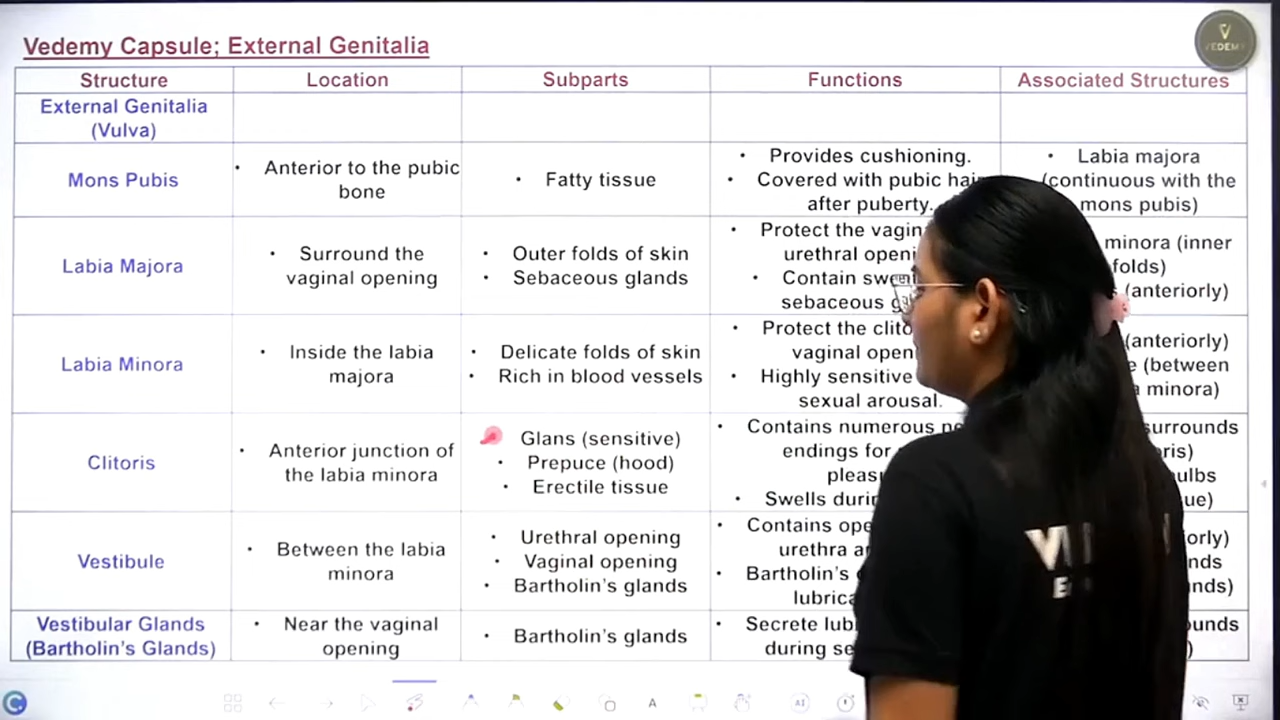 Vedemy Capsule; External Genitalia
VEDEMY
Structure Location Subparts Functions Associated Structures
External Genitalia
(Vulva)
Mons Pubis
• Anterior to the pubic
bone
• Fatty tissue
• Provides cushioning.
• Covered with pubic
after puberty.
• Labia majora
(continuous with the
mons pubis)
Labia Majora
• Surround the
vaginal opening
• Outer folds of skin
• Sebaceous glands
• Protect the
urethral
• Contain
sebaceous
minora (inner
folds)
(anteriorly)
Labia Minora
• Inside the labia
majora
• Delicate folds of skin
• Rich in blood vessels
• Protect the
vaginal
• Highly sensitive
sexual arousal.
(anteriorly)
(between
minora)
Clitoris
• Anterior junction of
the labia minora
Glans (sensitive)
• Prepuce (hood)
• Erectile tissue
• Contains numerous
endings for
• Swells
surrounds
Vestibule
• Between the labia
minora
• Urethral opening
• Vaginal opening
• Bartholin's glands
• Contains
urethra
• Bartholin's
Vestibular Glands
(Bartholin's Glands)
• Near the vaginal
opening
• Bartholin's glands
• Secrete
during
A
AI